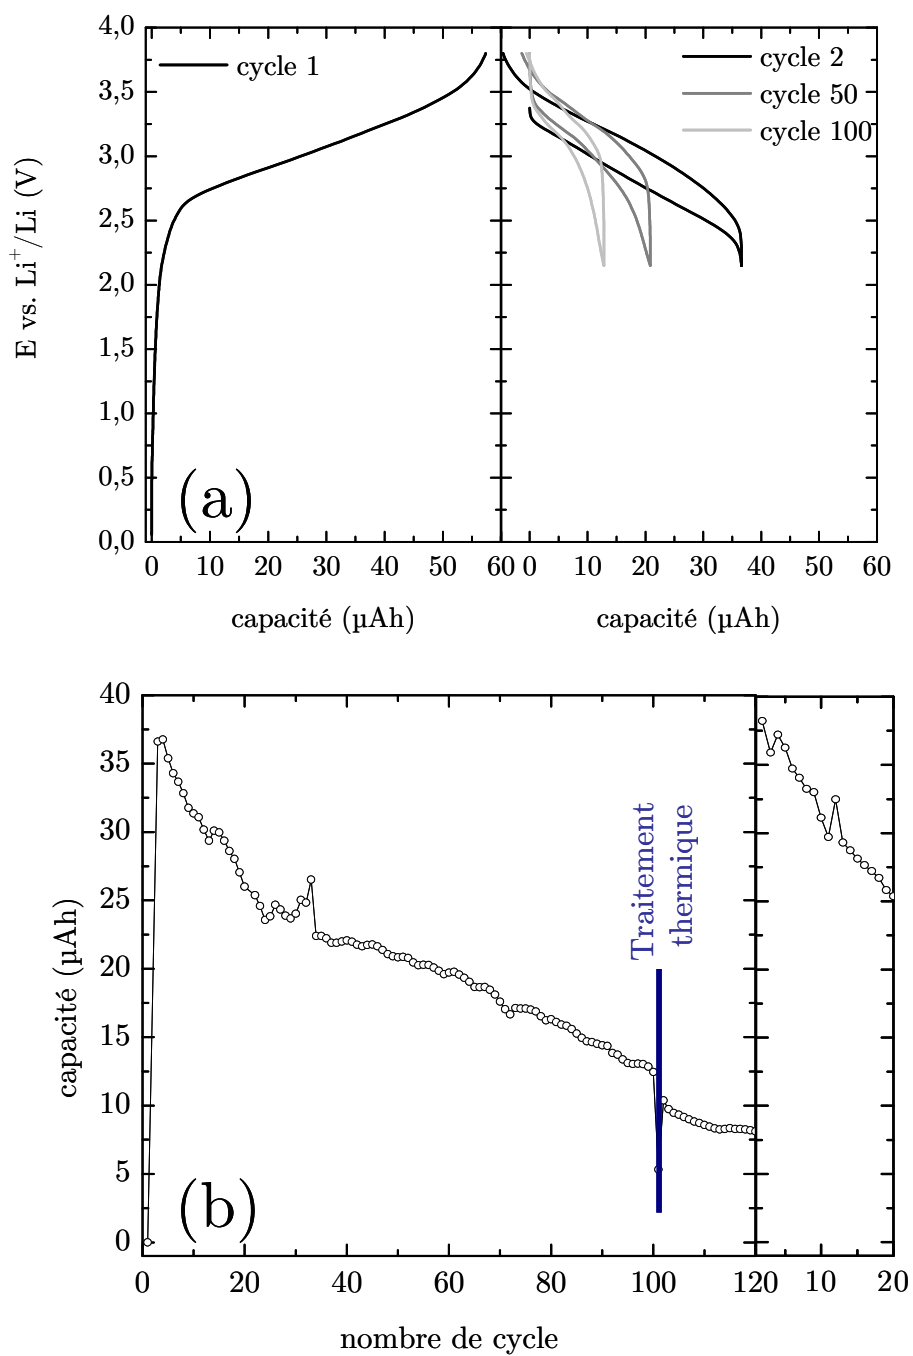 4,0
3,5
3,0
2,5
2,0
1,5
1,0
0,5
0,0
E vs. Li+/Li (V)
cycle 1
cycle 2
cycle 50
cycle 100
(a)
0 10 20 30 40 50 60 0 10 20 30 40 50 60
capacité (µAh) capacité (µAh)
40
35
30
25
20
15
10
5
0
capacité (µAh)
Traitement
thermique
(b)
0 20 40 60 80 100 120 10 20
nombre de cycle